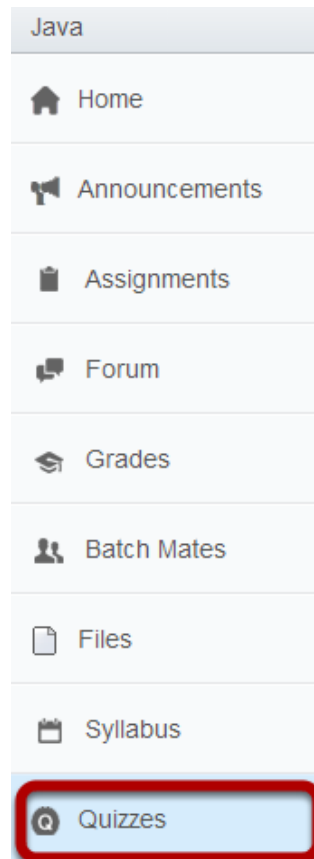 Java
Home
Announcements
Assignments
Forum
Grades
Batch Mates
Files
Syllabus
Q Quizzes